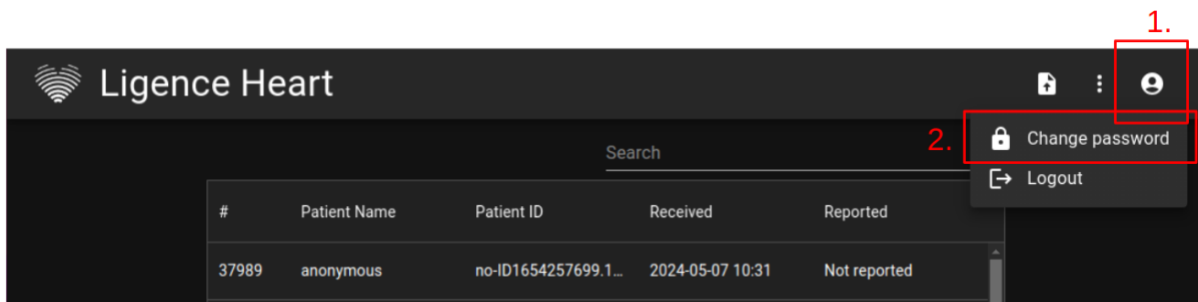 1.
Ligence Heart
2.
Change password
Search
Logout
# Patient Name Patient ID Received Reported
37989 anonymous no-ID1654257699.1... 2024-05-07 10:31 Not reported